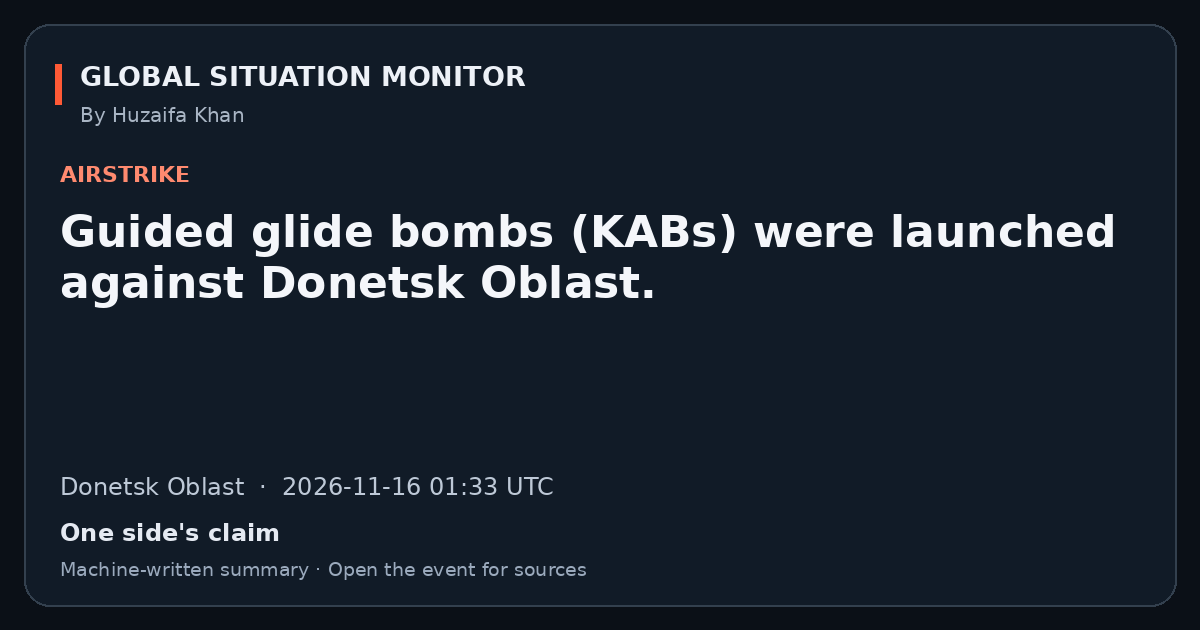 GLOBAL SITUATION MONITOR
By Huzaifa Khan
AIRSTRIKE
Guided glide bombs (KABs) were launched
against Donetsk Oblast.
Donetsk Oblast · 2026-11-16 01:33 UTC
One side's claim
Machine-written summary · Open the event for sources